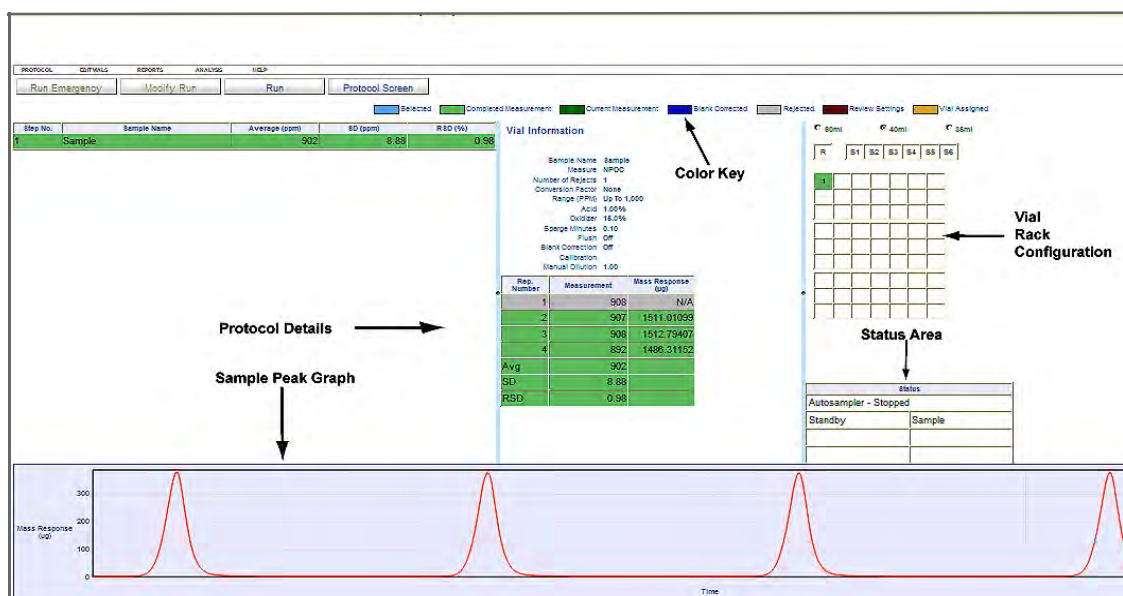 PROTOCOL EDIT/VIALS REPORTS ANALYSIS HELP
Run Emergency Modify Run Run Protocol Screen
Selected Completed Measurement Current Measurement Blank Corrected Rejected Review Settings Vial Assigned
Step No. Sample Name Average (ppm) SD (ppm) RSD (%)
1 Sample 902 8.88 0.98
Vial Information
Sample Name Sample
Measure NPOC
Number of Rejects 1
Conversion Factor None
Range (PPM) Up To 1,000
Acid 1.00%
Oxidizer 15.0%
Sparge Minutes 0.10
Flush Off
Blank Correction Off
Calibration
Manual Dilution 1.00
Rep. Number Measurement Mass Response (ug)
1 908 N/A
2 907 1511.01099
3 908 1512.79407
4 892 1486.31152
Avg 902
SD 8.88
RSD 0.98
Color Key
40ml
R S1 S2 S3 S4 S5 S6
1
Vial
Rack
Configuration
Protocol Details
Sample Peak Graph
Status Area
Status
Autosampler - Stopped
Standby Sample
300
200
100
0
Mass Response
(ug)
Time